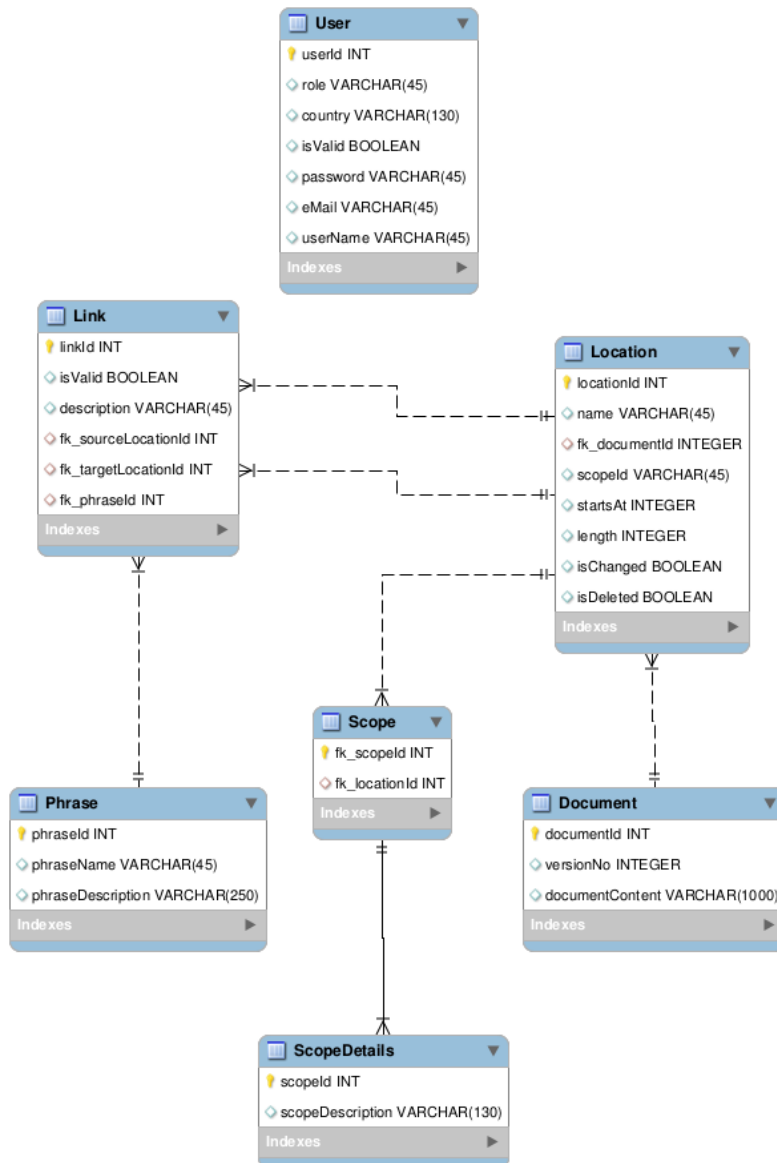 User
userId INT
role VARCHAR(45)
country VARCHAR(130)
isValid BOOLEAN
password VARCHAR(45)
eMail VARCHAR(45)
userName VARCHAR(45)
Indexes
Link
linkId INT
isValid BOOLEAN
description VARCHAR(45)
fk_sourceLocationId INT
fk_targetLocationId INT
fk_phraseId INT
Indexes
Location
locationId INT
name VARCHAR(45)
fk_documentId INTEGER
scopeId VARCHAR(45)
startsAt INTEGER
length INTEGER
isChanged BOOLEAN
isDeleted BOOLEAN
Indexes
Scope
fk_scopeId INT
fk_locationId INT
Indexes
Phrase
phraseId INT
phraseName VARCHAR(45)
phraseDescription VARCHAR(250)
Indexes
Document
documentId INT
versionNo INTEGER
documentContent VARCHAR(1000)
Indexes
ScopeDetails
scopeId INT
scopeDescription VARCHAR(130)
Indexes